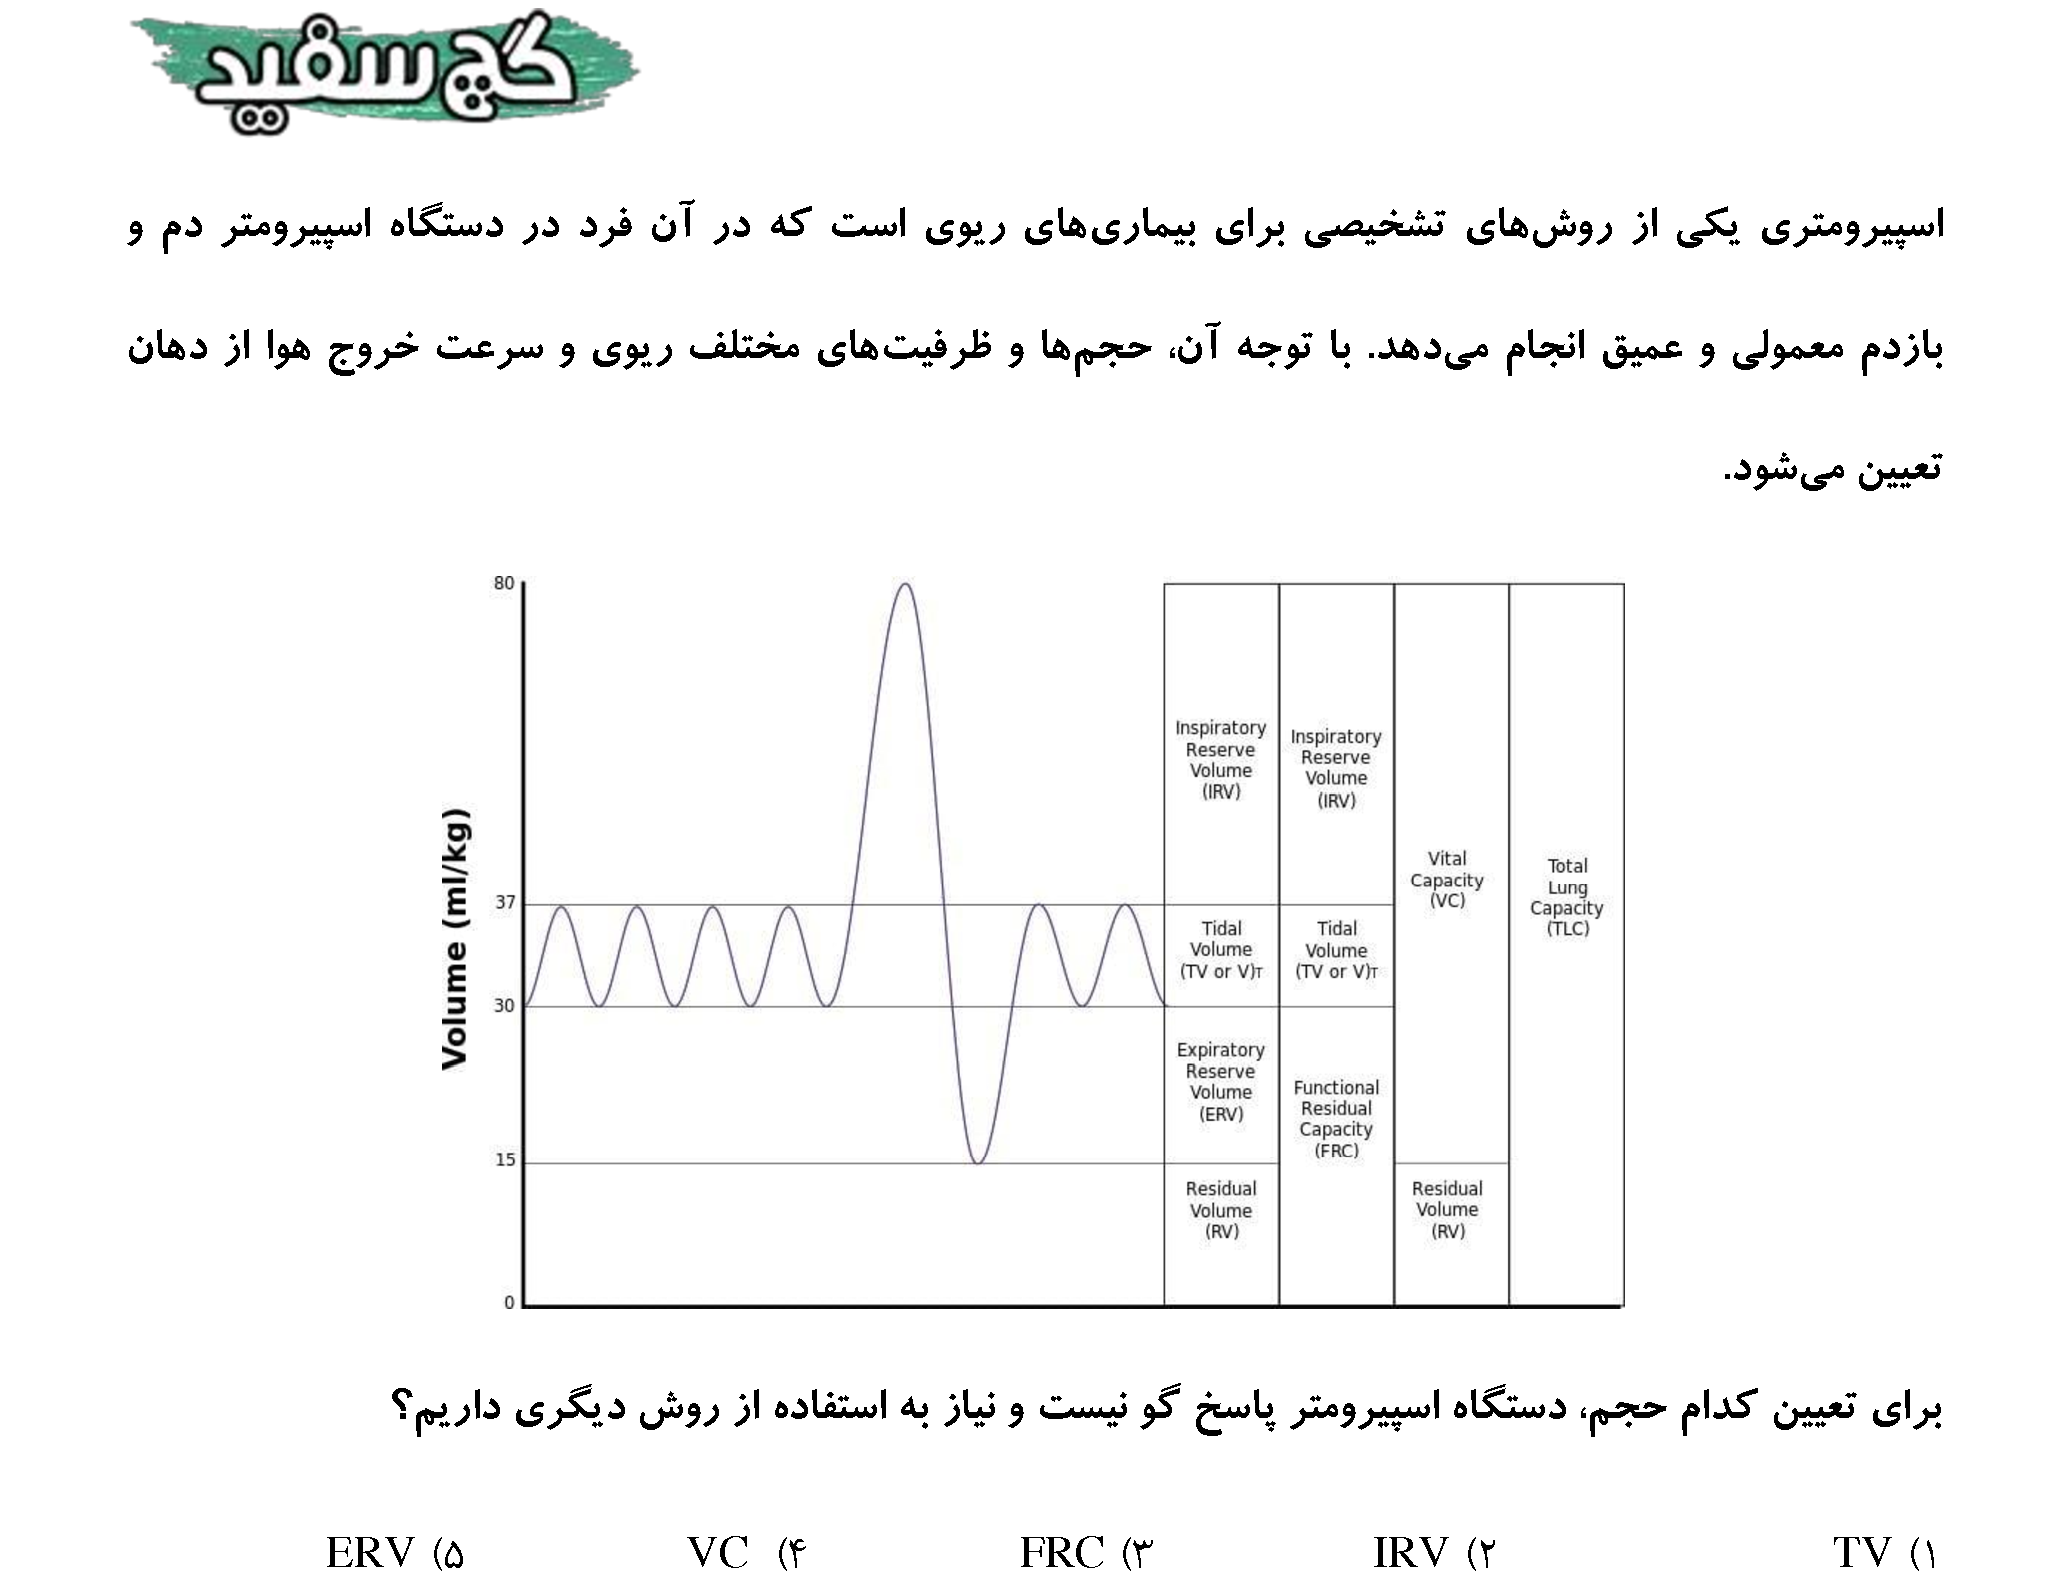 گچ سفید
اسپیرومتری یکی از روش‌های تشخیصی برای بیماری‌های ریوی است که در آن فرد در دستگاه اسپیرومتر دم و
بازدم معمولی و عمیق انجام می‌دهد. با توجه آن، حجم‌ها و ظرفیت‌های مختلف ریوی و سرعت خروج هوا از دهان
تعیین می‌شود.
Volume (ml/kg)
80
37
30
15
0
Inspiratory
Reserve
Volume
(IRV)
Tidal
Volume
(TV or V)T
Expiratory
Reserve
Volume
(ERV)
Residual
Volume
(RV)
Inspiratory
Reserve
Volume
(IRV)
Tidal
Volume
(TV or V)T
Functional
Residual
Capacity
(FRC)
Vital
Capacity
(VC)
Residual
Volume
(RV)
Total
Lung
Capacity
(TLC)
برای تعیین کدام حجم، دستگاه اسپیرومتر پاسخ گو نیست و نیاز به استفاده از روش دیگری داریم؟
۱) TV ۲) IRV ۳) FRC ۴) VC ۵) ERV